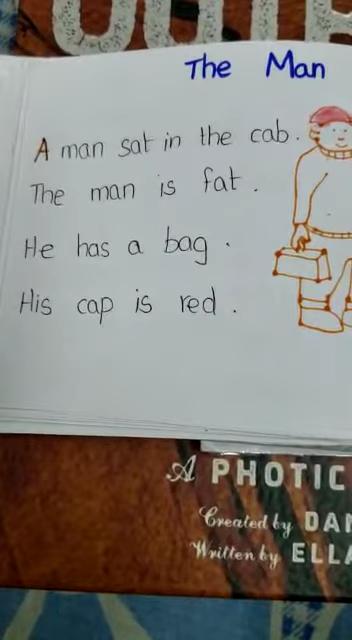 The Man
A man sat in the cab.
The man is fat.
He has a bag.
His cap is red.
A PHOTIC
Created by DAN
Written by ELLA